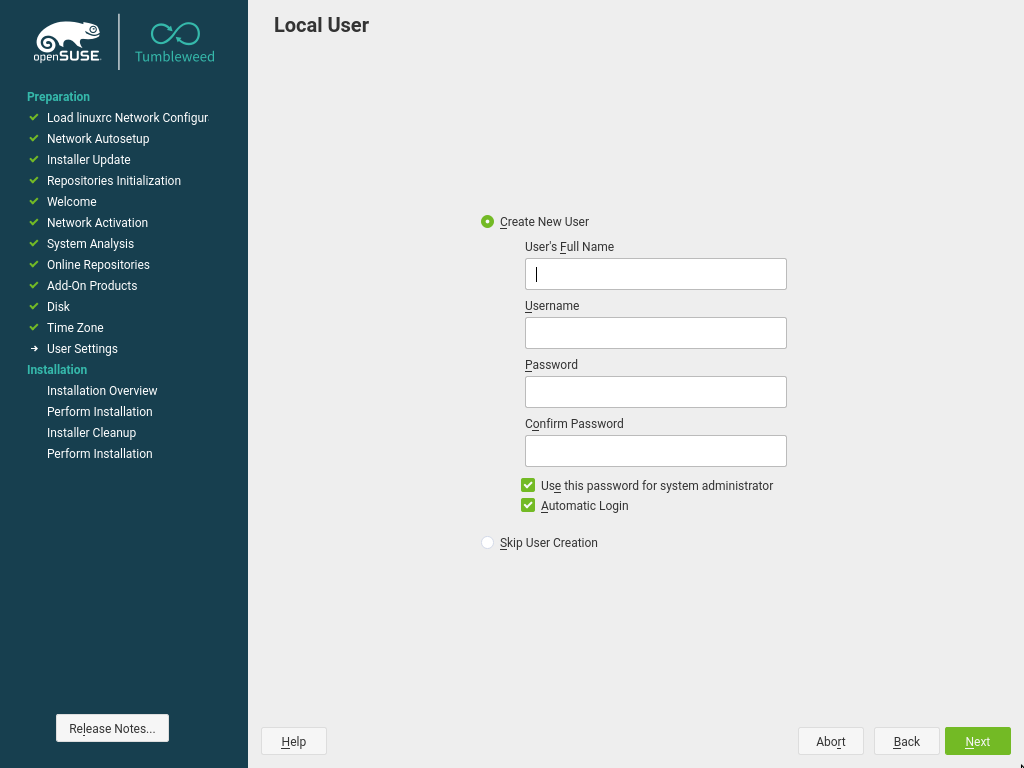 openSUSE
Tumbleweed
Preparation
Load linuxrc Network Configur
Network Autosetup
Installer Update
Repositories Initialization
Welcome
Network Activation
System Analysis
Online Repositories
Add-On Products
Disk
Time Zone
User Settings
Installation
Installation Overview
Perform Installation
Installer Cleanup
Perform Installation
Release Notes...
Local User
Create New User
User's Full Name
Username
Password
Confirm Password
Use this password for system administrator
Automatic Login
Skip User Creation
Help
Abort
Back
Next